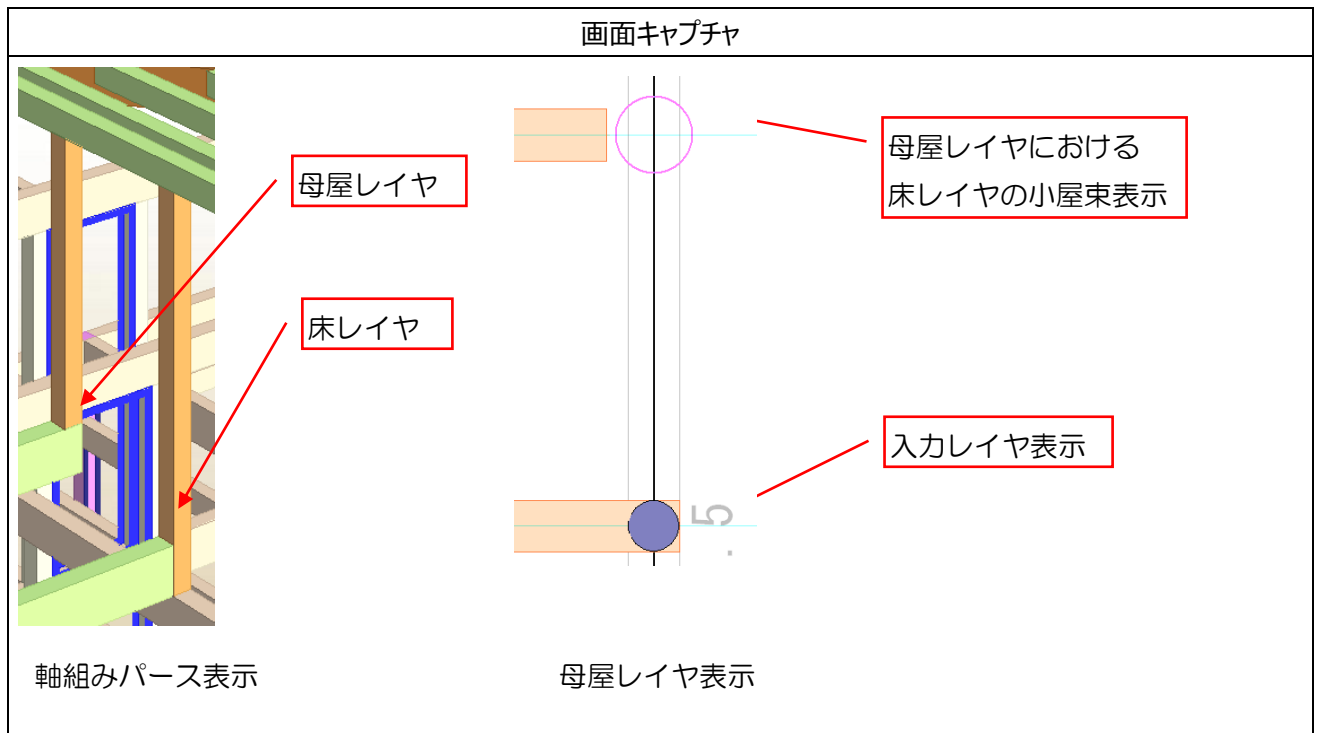 画面キャプチャ
母屋レイヤ
床レイヤ
母屋レイヤにおける
床レイヤの小屋束表示
入力レイヤ表示
.5
軸組みパース表示
母屋レイヤ表示